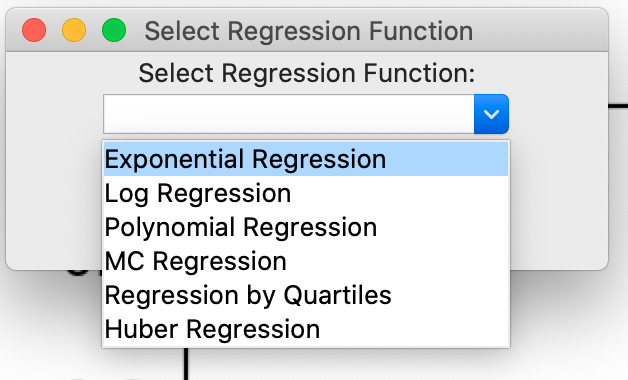 Select Regression Function
Select Regression Function:
Exponential Regression
Log Regression
Polynomial Regression
MC Regression
Regression by Quartiles
Huber Regression